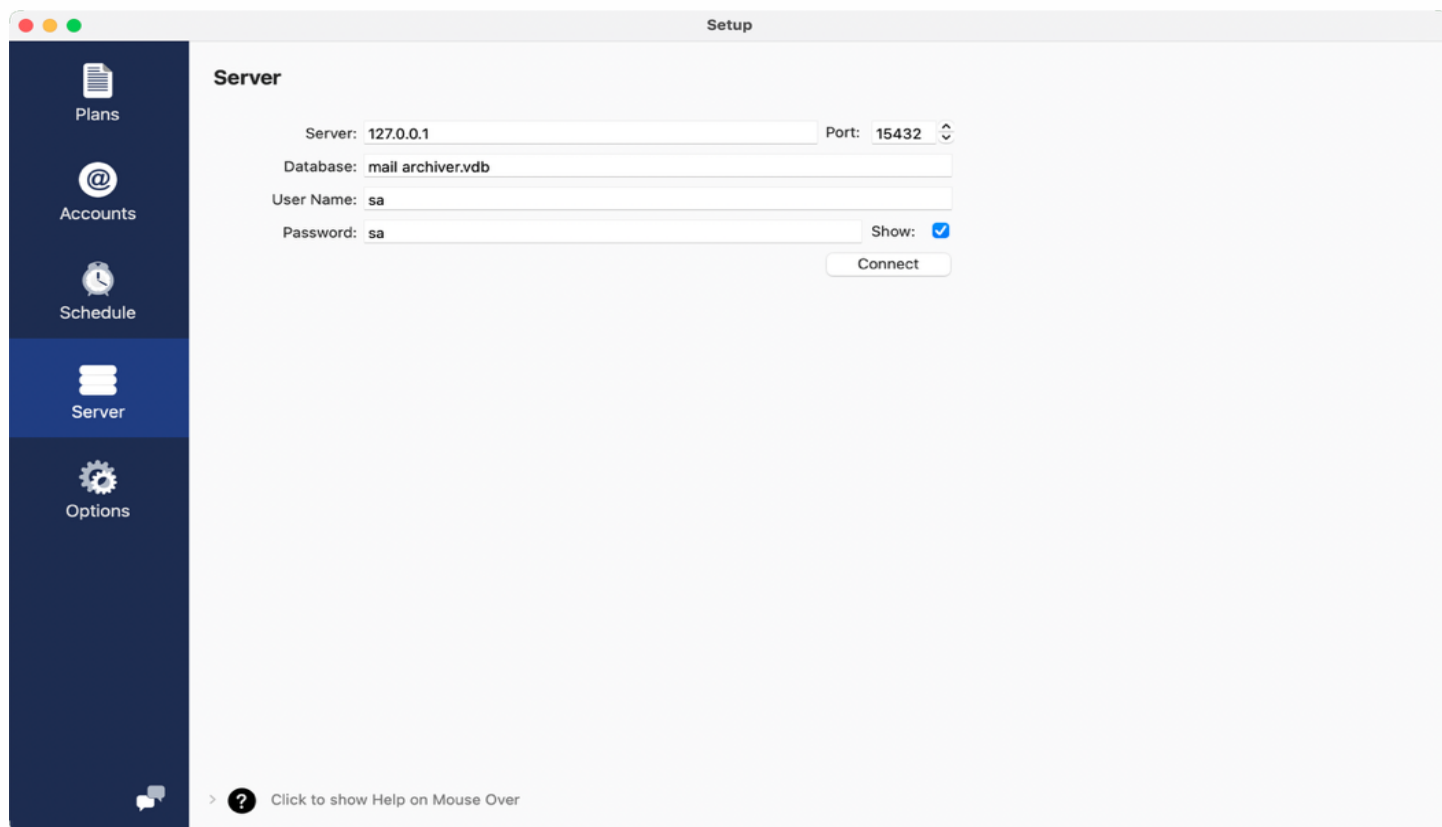 Setup
Plans
Accounts
Schedule
Server
Options
Server
Server: 127.0.0.1 Port: 15432
Database: mail archiver.vdb
User Name: sa
Password: sa Show:
Connect
? Click to show Help on Mouse Over